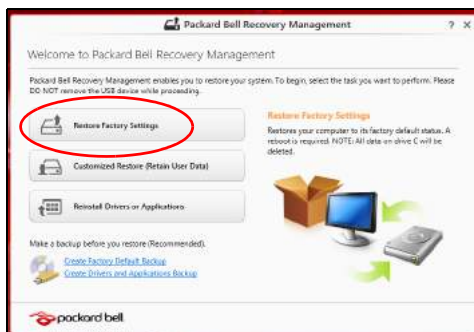 Packard Bell Recovery Management
? X
Welcome to Packard Bell Recovery Management
Packard Bell Recovery Management enables you to restore your system. To begin, select the task you want to perform. Please
DO NOT remove the USB device while proceeding.
Restore Factory Settings
Customized Restore (Retain User Data)
Reinstall Drivers or Applications
Restore Factory Settings
Restores your computer to its factory default status. A
reboot is required. NOTE: All data on drive C will be
deleted.
Make a backup before you restore (Recommended).
Create Factory Default Backup
Create Drivers and Applications Backup
packard bell